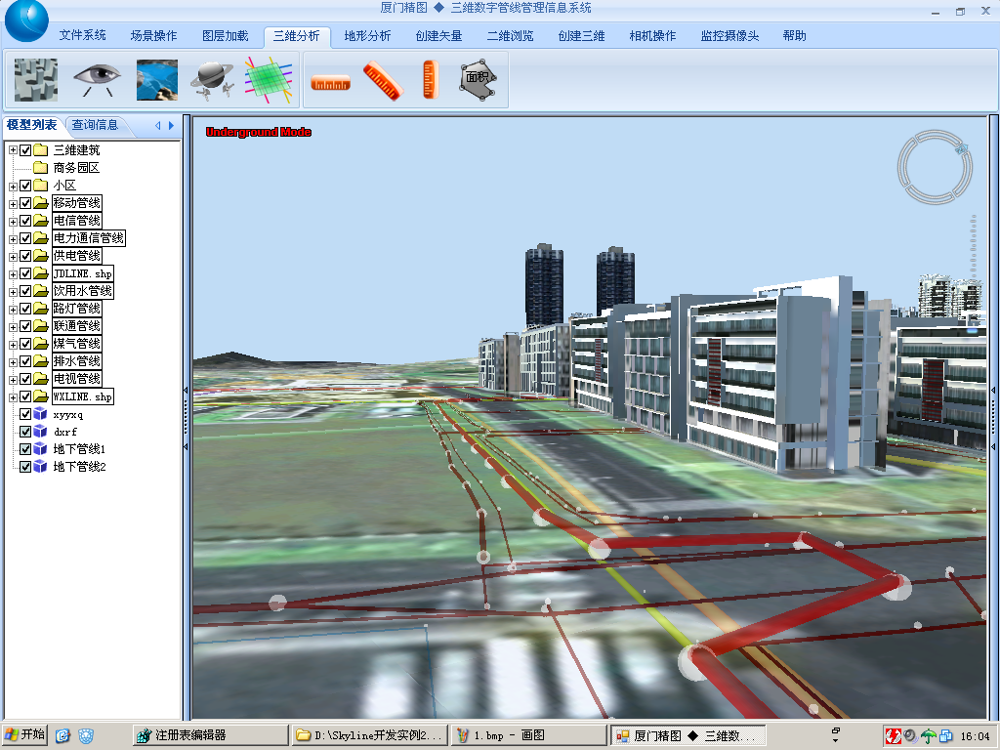 厦门精图 ◆ 三维数字管线管理信息系统
文件系统 场景操作 图层加载 三维分析 地形分析 创建矢量 二维浏览 创建三维 相机操作 监控摄像头 帮助
面积
模型列表 查询信息
Underground Mode
三维建筑
商务园区
小区
移动管线
电信管线
电力通信管线
供电管线
JDLINE.shp
饮用水管线
路灯管线
联通管线
煤气管线
排水管线
电视管线
WXLINE.shp
xyyxq
dxrf
地下管线1
地下管线2
开始 注册表编辑器 D:\Skyline开发实例2... 1.bmp - 画图 厦门精图 ◆ 三维数... 16:04